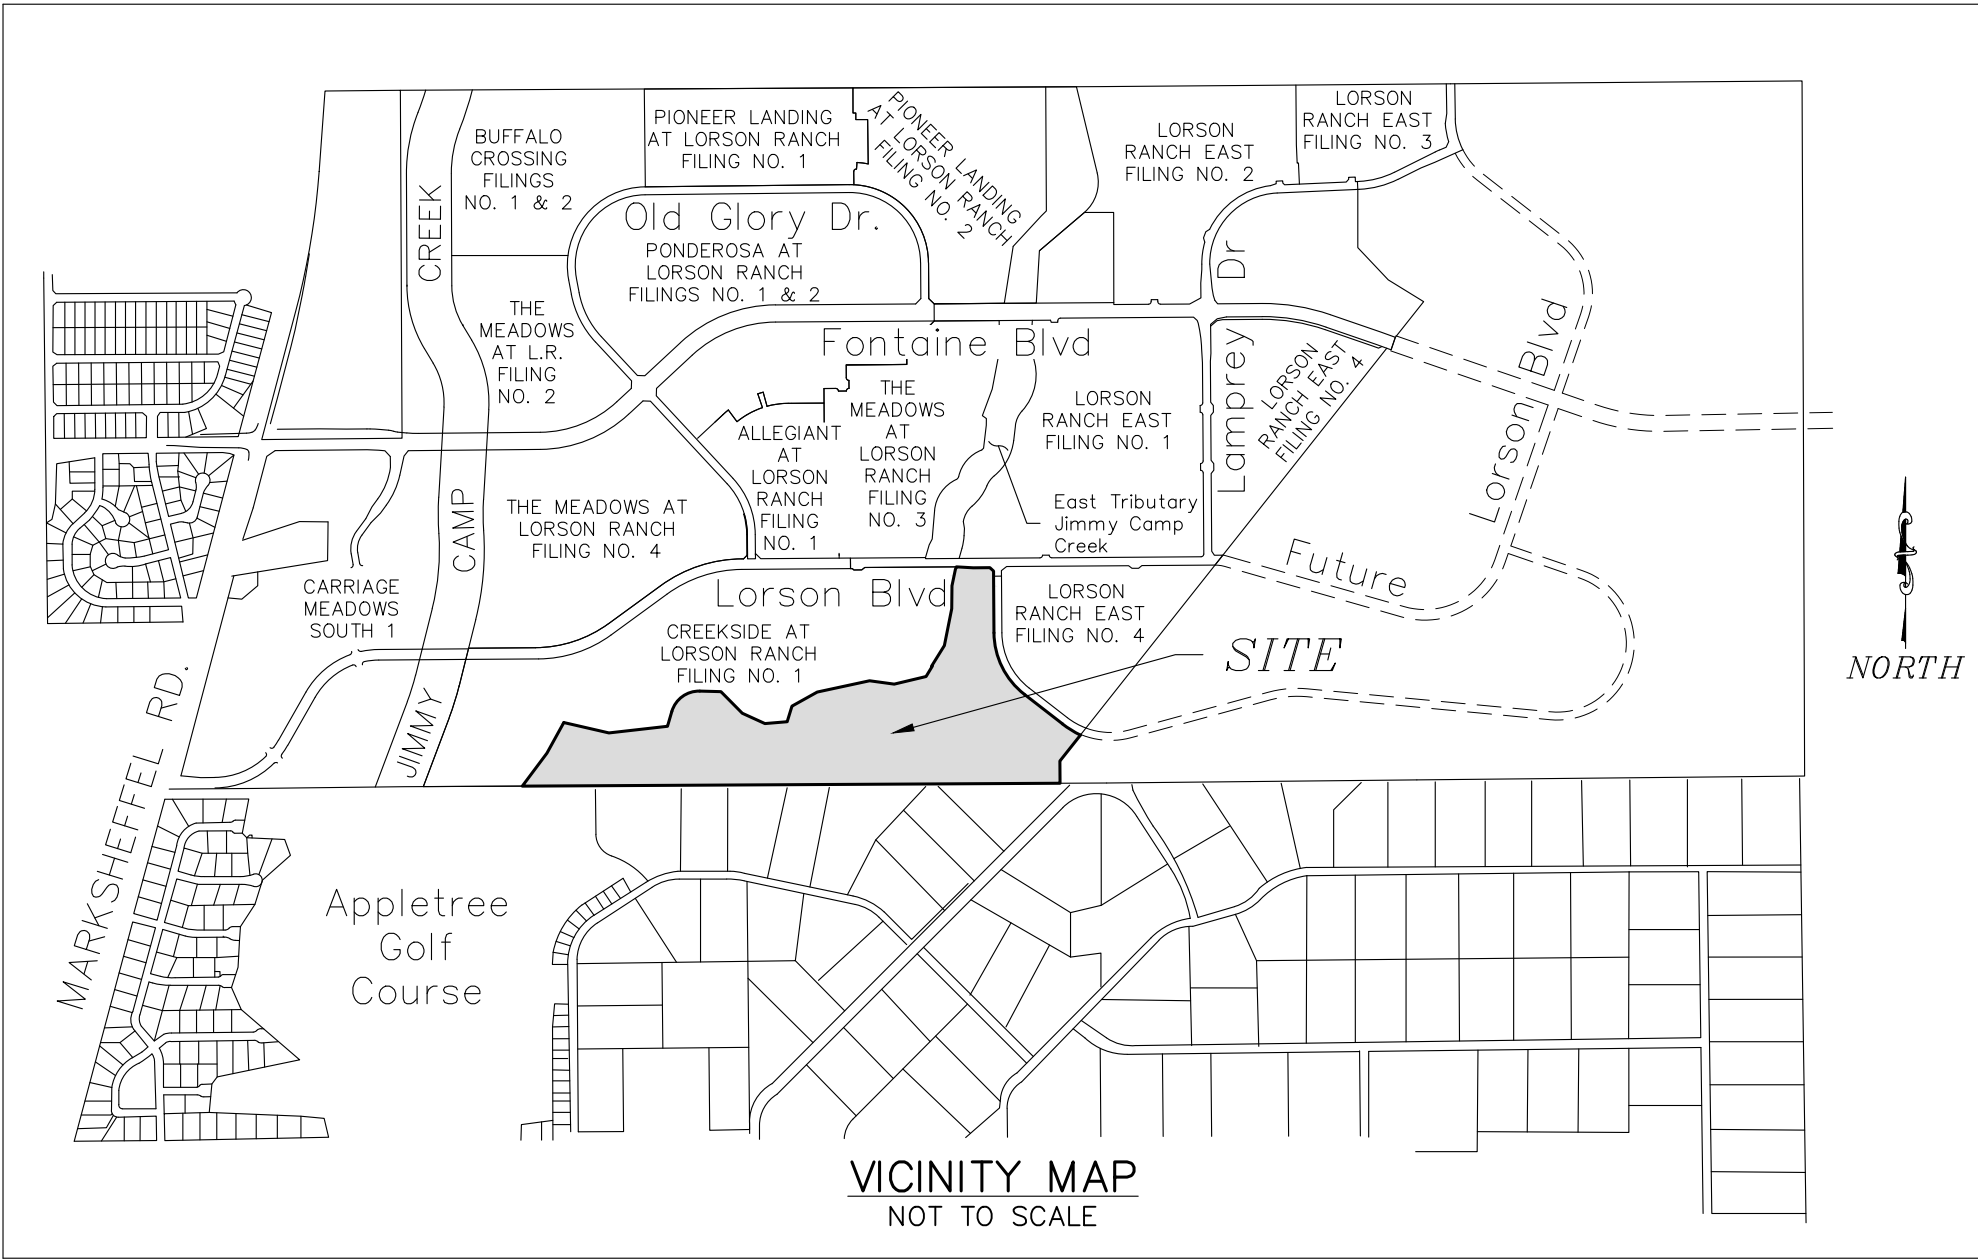 BUFFALO
CROSSING
FILINGS
NO. 1 & 2
PIONEER LANDING
AT LORSON RANCH
FILING NO. 1
PIONEER LANDING
AT LORSON RANCH
FILING NO. 2
LORSON
RANCH EAST
FILING NO. 2
LORSON
RANCH EAST
FILING NO. 3
Old Glory Dr.
PONDEROSA AT
LORSON RANCH
FILINGS NO. 1 & 2
CREEK
CAMP
JIMMY
THE
MEADOWS
AT L.R.
FILING
NO. 2
Fontaine Blvd
Lamprey Dr
Lorson Blvd
LORSON
RANCH EAST
FILING NO. 4
LORSON
RANCH EAST
FILING NO. 1
THE
MEADOWS
AT
LORSON
RANCH
FILING
NO. 3
ALLEGIANT
AT
LORSON
RANCH
FILING
NO. 1
THE MEADOWS AT
LORSON RANCH
FILING NO. 4
East Tributary
Jimmy Camp
Creek
Future
Lorson Blvd
CARRIAGE
MEADOWS
SOUTH 1
Lorson Blvd
LORSON
RANCH EAST
FILING NO. 4
CREEKSIDE AT
LORSON RANCH
FILING NO. 1
SITE
NORTH
MARKSHEFFEL RD.
Appletree
Golf
Course
VICINITY MAP
NOT TO SCALE